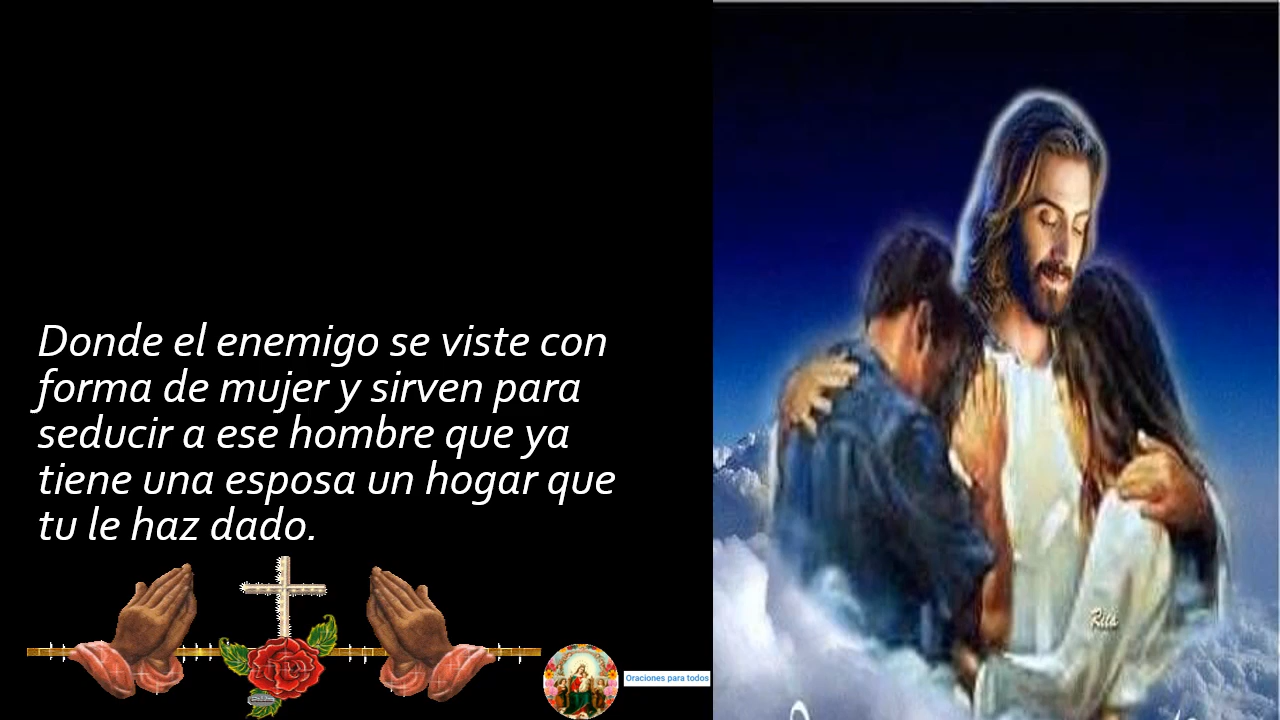 Donde el enemigo se viste con
forma de mujer y sirven para
seducir a ese hombre que ya
tiene una esposa un hogar que
tu le haz dado.
Oraciones para todos
Rita